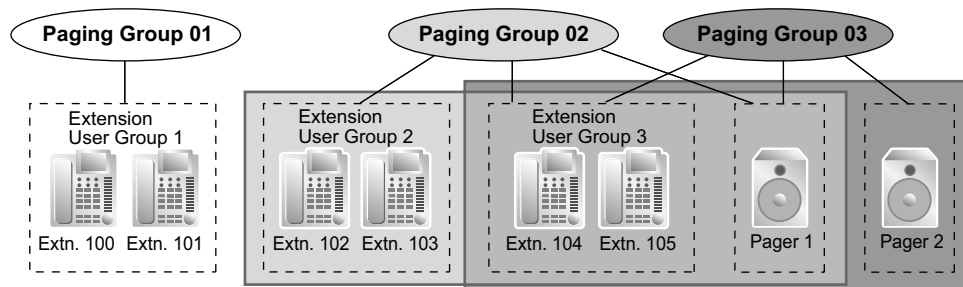 Paging Group 01
Paging Group 02
Paging Group 03
Extension
User Group 1
Extension
User Group 2
Extension
User Group 3
Extn. 100
Extn. 101
Extn. 102
Extn. 103
Extn. 104
Extn. 105
Pager 1
Pager 2